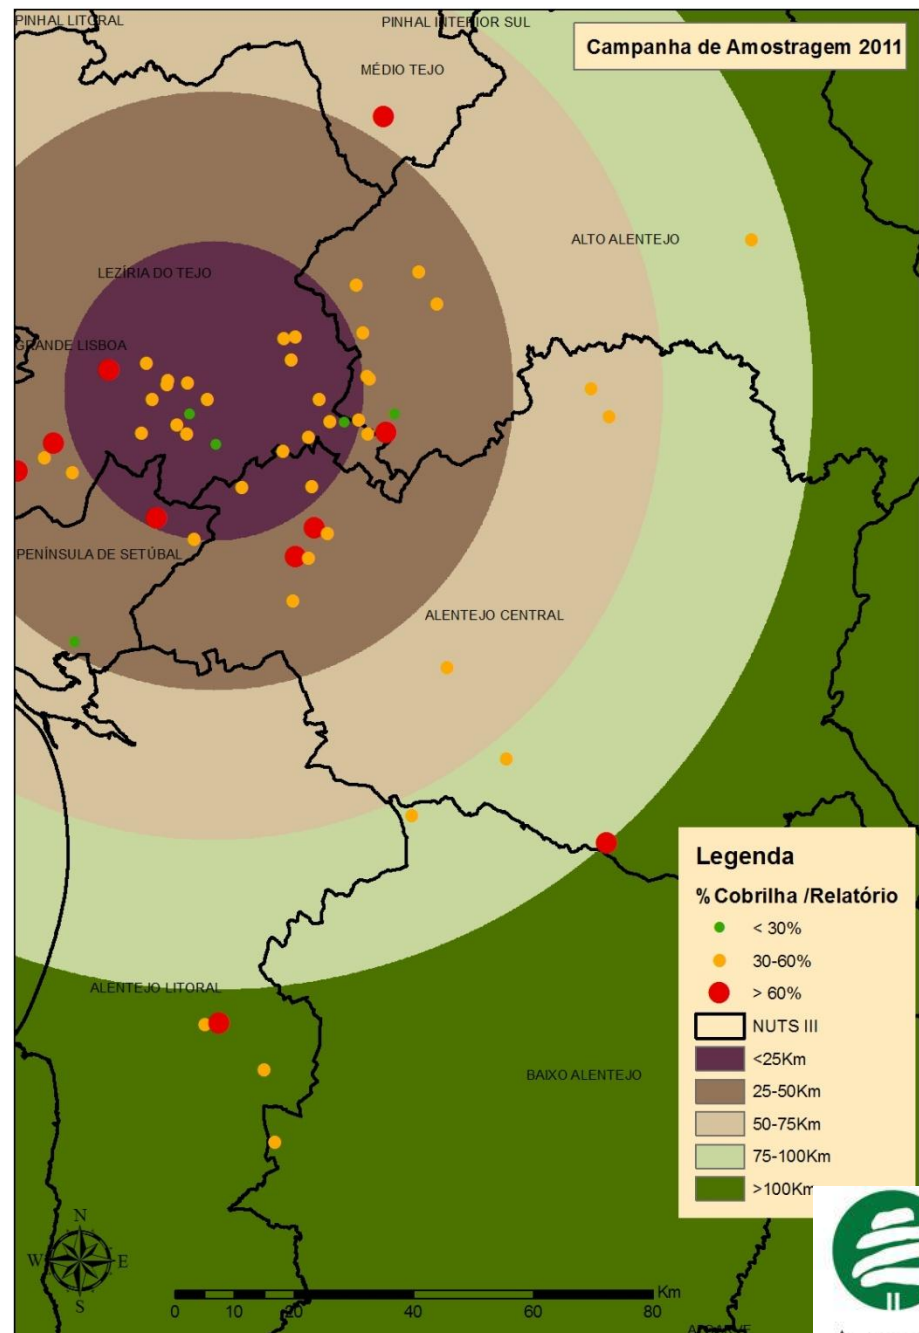 PINHAL LITORAL
PINHAL INTERIOR SUL
Campanha de Amostragem 2011
MÉDIO TEJO
ALTO ALENTEJO
LEZÍRIA DO TEJO
GRANDE LISBOA
PENÍNSULA DE SETÚBAL
ALENTEJO CENTRAL
Legenda
% Cobrilha /Relatório
< 30%
30-60%
> 60%
NUTS III
<25Km
25-50Km
50-75Km
75-100Km
>100Km
ALENTEJO LITORAL
BAIXO ALENTEJO
N
W
E
S
Km
0 10 20 40 60 80